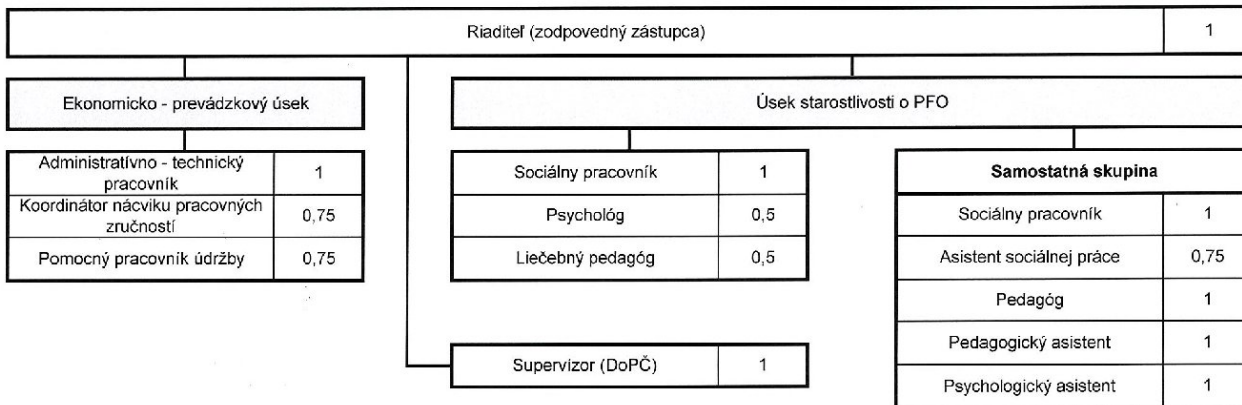 Riaditeľ (zodpovedný zástupca) 1
Ekonomicko - prevádzkový úsek
Úsek starostlivosti o PFO
Administratívno - technický
pracovník 1
Koordinátor nácviku pracovných
zručností 0,75
Pomocný pracovník údržby 0,75
Sociálny pracovník 1
Psychológ 0,5
Liečebný pedagóg 0,5
Supervízor (DoPČ) 1
Samostatná skupina
Sociálny pracovník 1
Asistent sociálnej práce 0,75
Pedagóg 1
Pedagogický asistent 1
Psychologický asistent 1